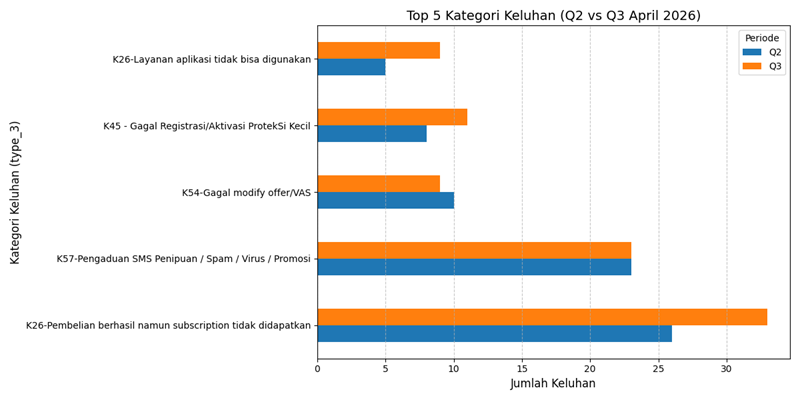 Top 5 Kategori Keluhan (Q2 vs Q3 April 2026)
Periode
Q2
Q3
Kategori Keluhan (type_3)
K26-Layanan aplikasi tidak bisa digunakan
K45 - Gagal Registrasi/Aktivasi ProtekSi Kecil
K54-Gagal modify offer/VAS
K57-Pengaduan SMS Penipuan / Spam / Virus / Promosi
K26-Pembelian berhasil namun subscription tidak didapatkan
0 5 10 15 20 25 30
Jumlah Keluhan